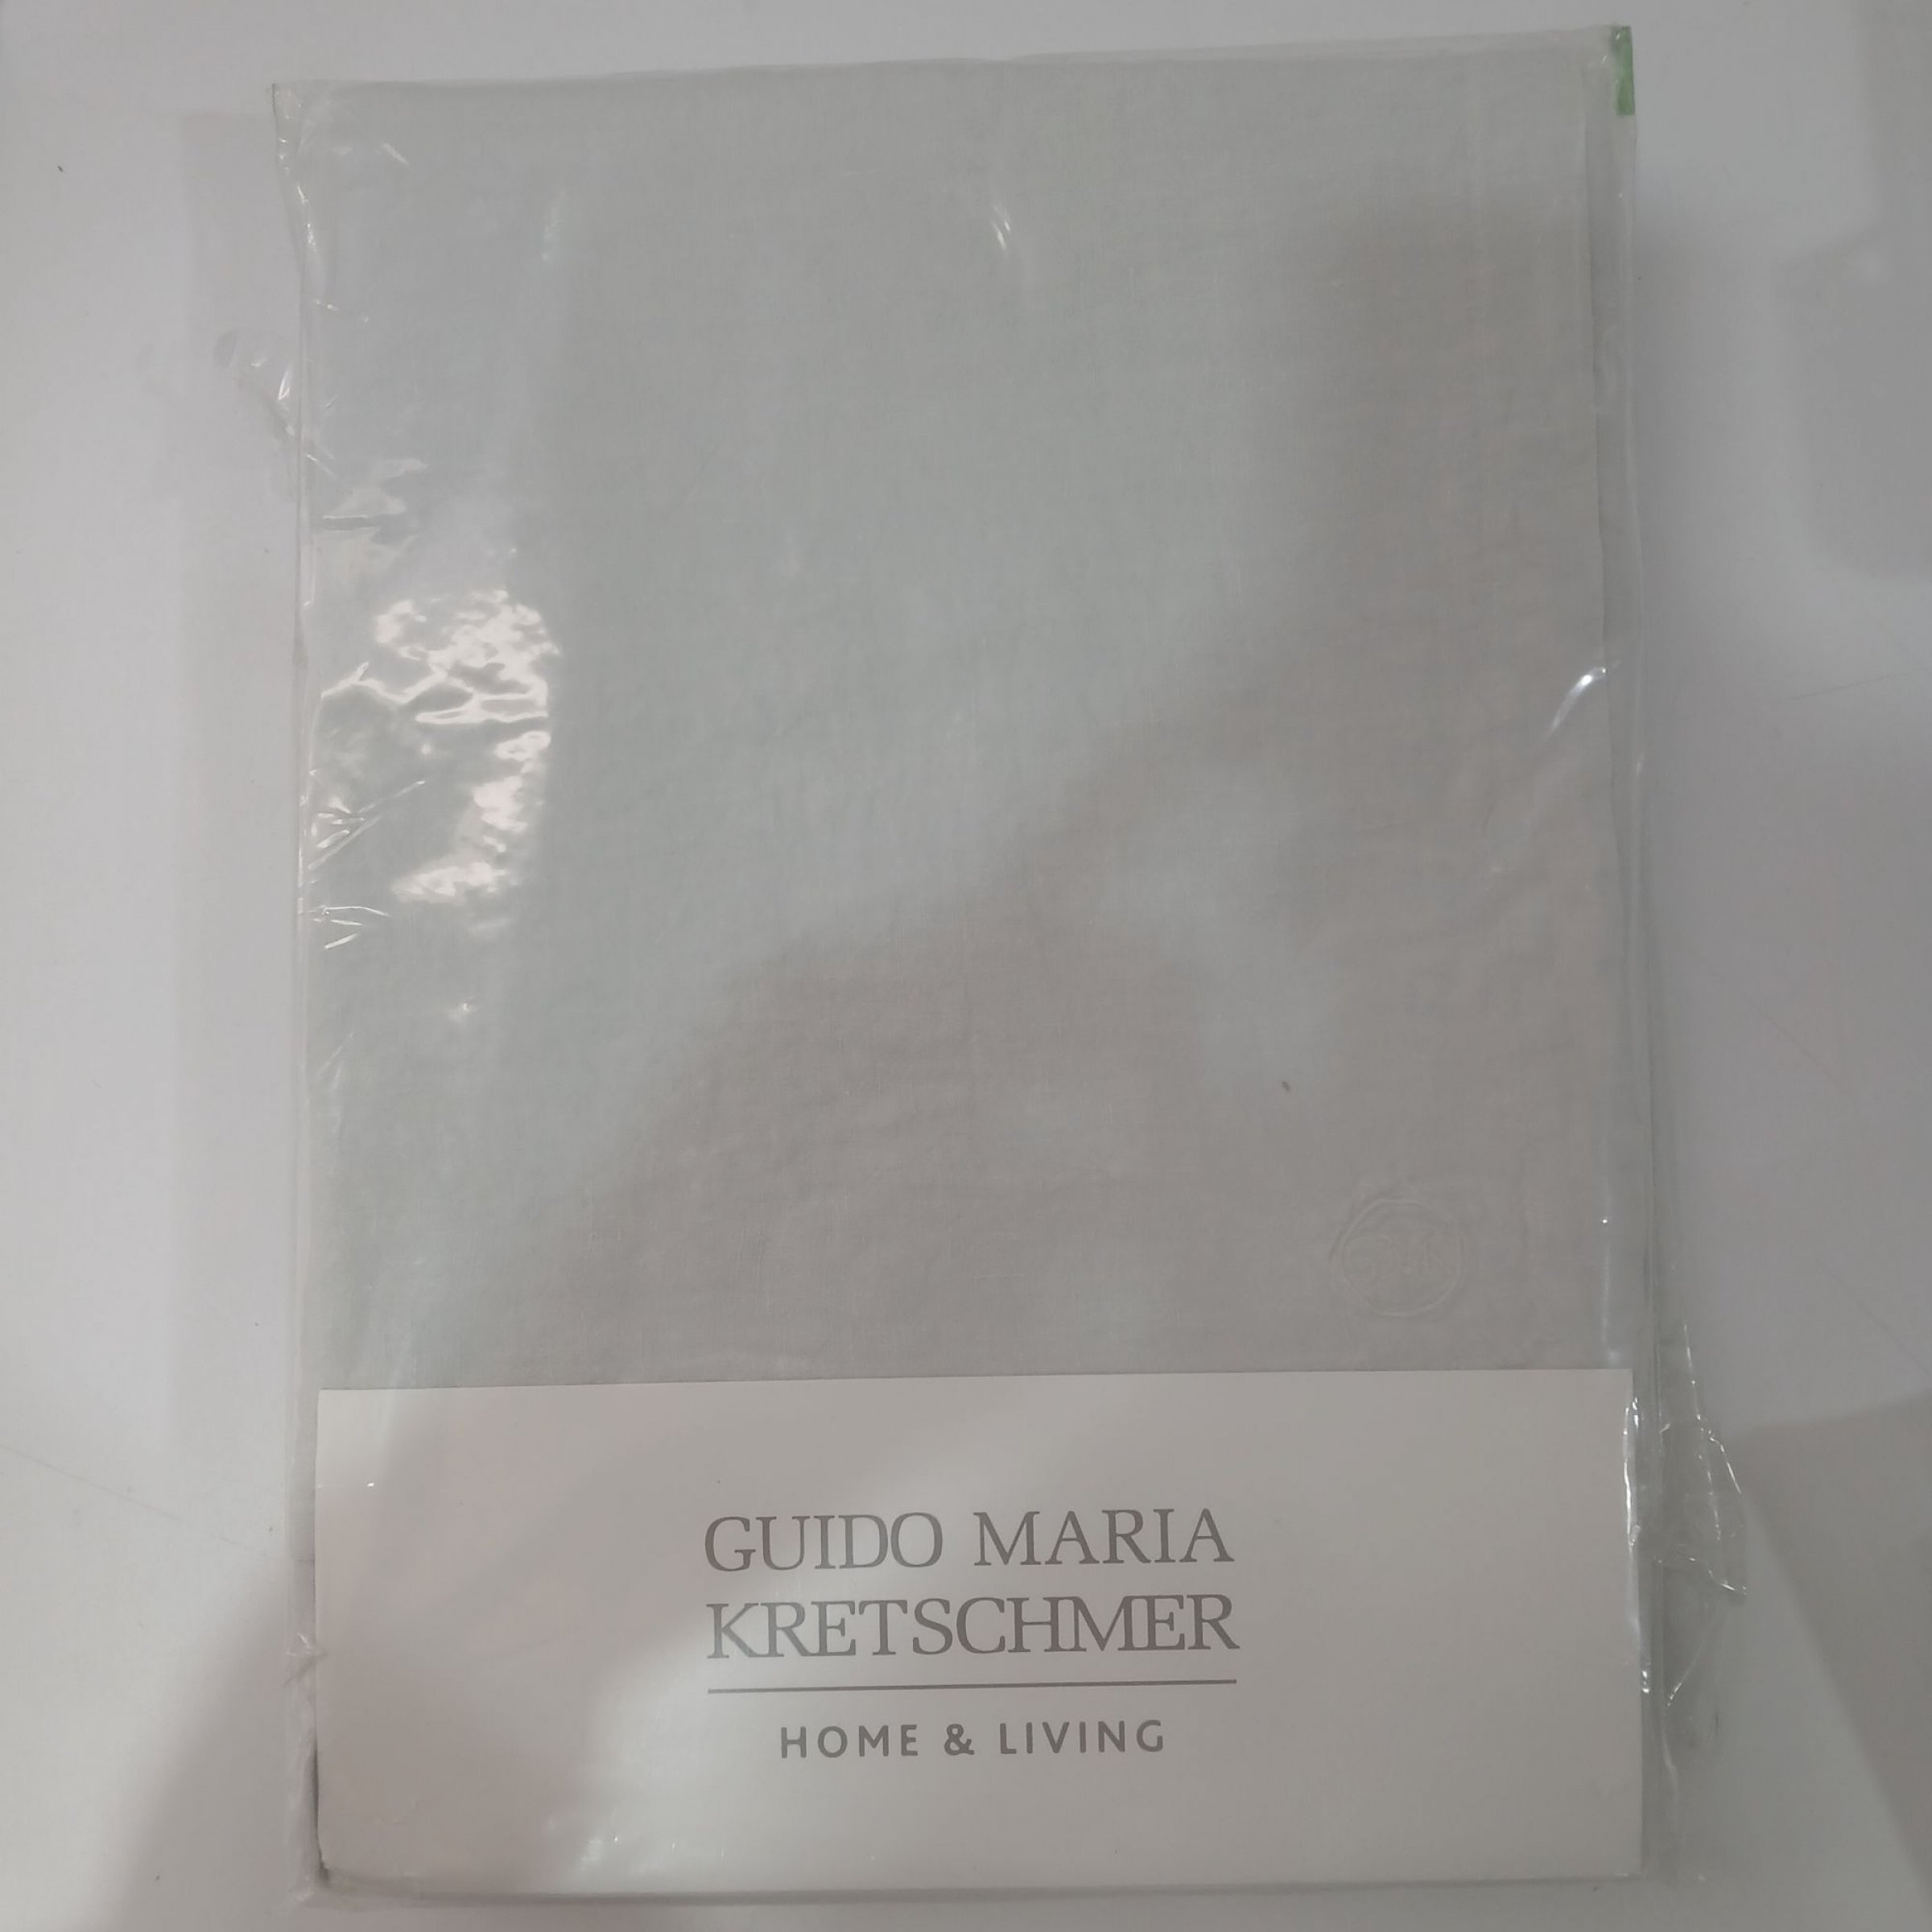 GUIDO MARIA
KRETSCHMER
HOME & LIVING